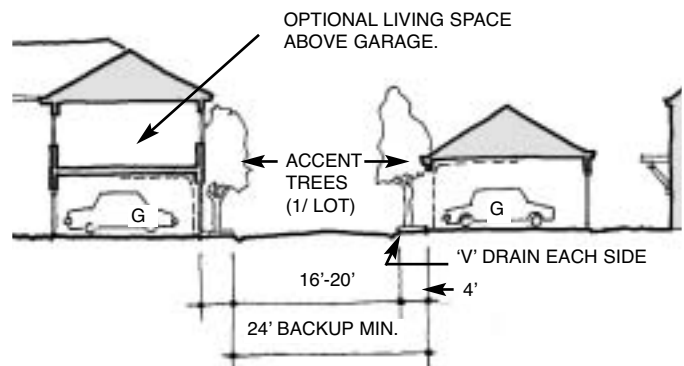 OPTIONAL LIVING SPACE
ABOVE GARAGE.
ACCENT
TREES
(1/ LOT)
G
G
'V' DRAIN EACH SIDE
16'-20'
4'
24' BACKUP MIN.